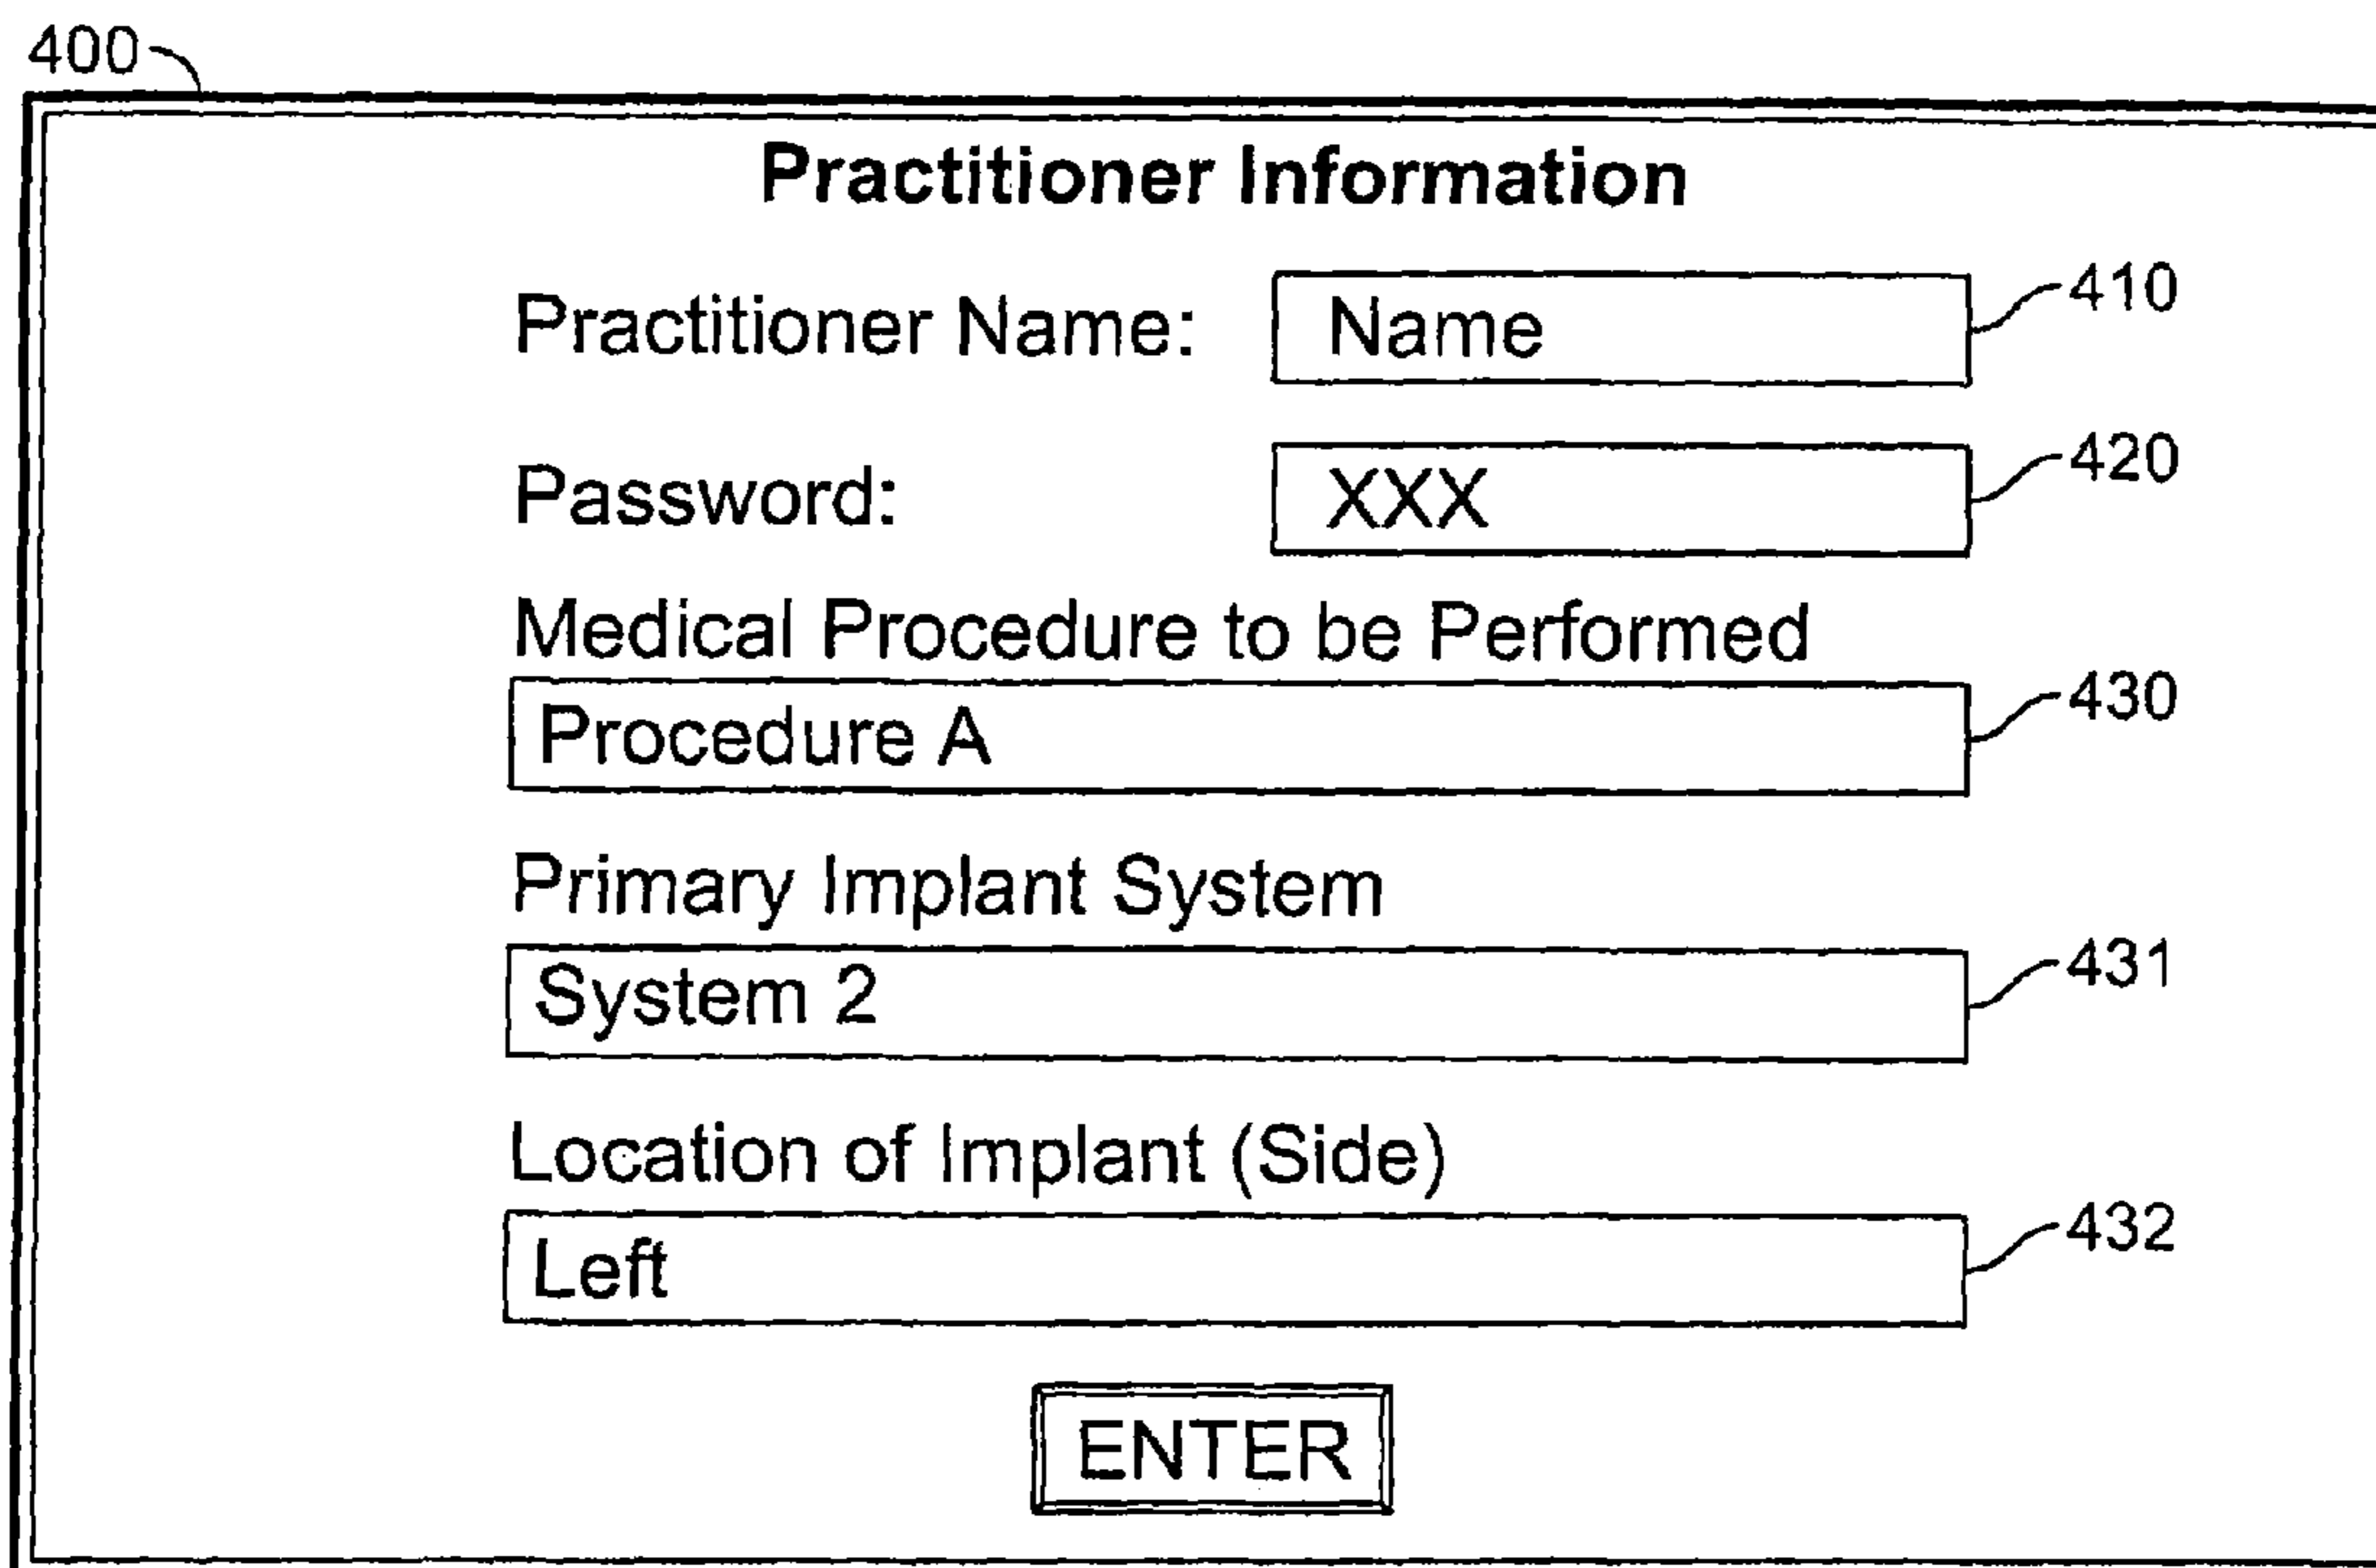 400
Practitioner Information
Practitioner Name: Name 410
Password: XXX 420
Medical Procedure to be Performed
Procedure A 430
Primary Implant System
System 2 431
Location of Implant (Side)
Left 432
ENTER